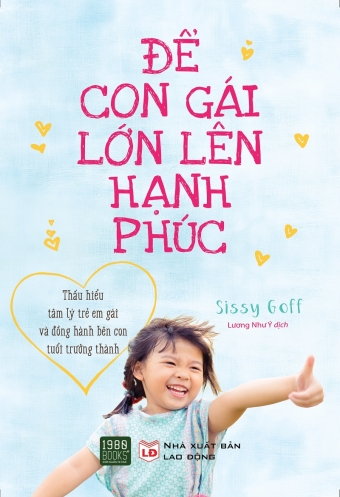 ĐỂ
CON GÁI
LỚN LÊN
HẠNH
PHÚC
Thấu hiểu
tâm lý trẻ em gái
và đồng hành bên con
tuổi trưởng thành
Sissy Goff
Lương Như Ý dịch
1980
BOOKS
LĐ
NHÀ XUẤT BẢN
LAO ĐỘNG